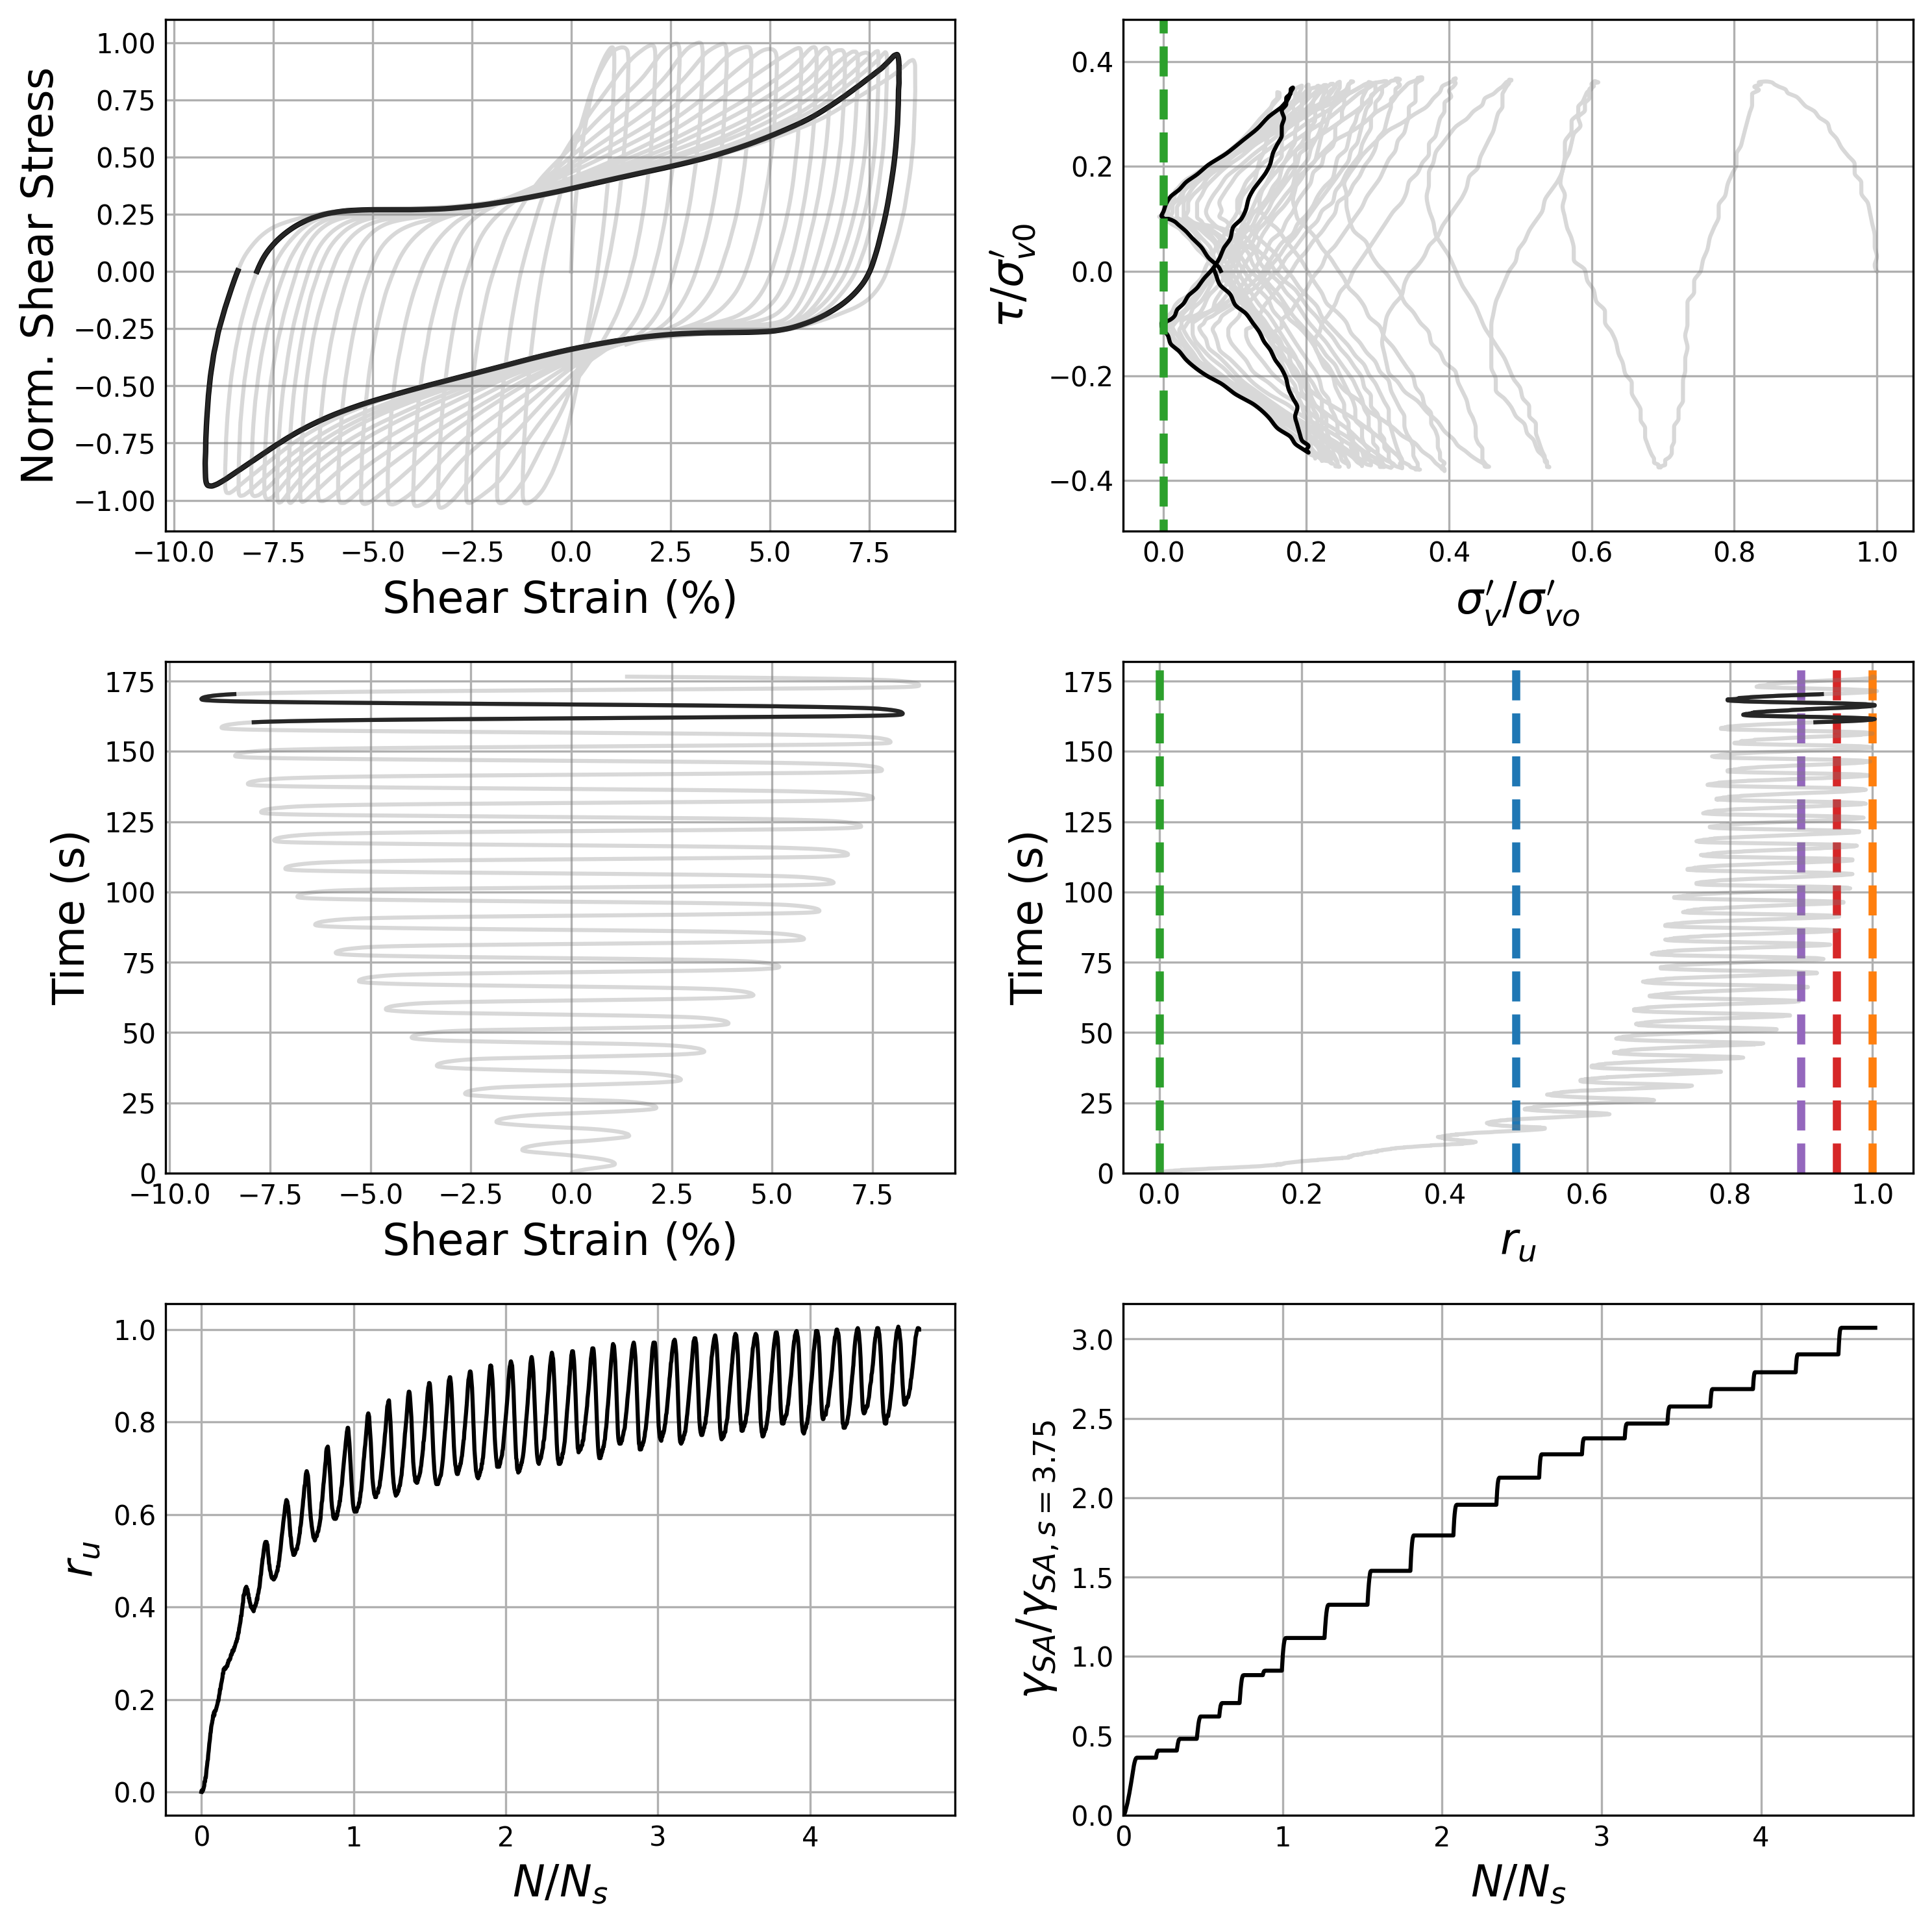 1.00
0.75
0.50
0.25
0.00
−0.25
−0.50
−0.75
−1.00
Norm. Shear Stress
−10.0 −7.5 −5.0 −2.5 0.0 2.5 5.0 7.5
Shear Strain (%)
0.4
0.2
0.0
−0.2
−0.4
τ/σ′v0
0.0 0.2 0.4 0.6 0.8 1.0
σ′v/σ′vo
175
150
125
100
75
50
25
0
Time (s)
−10.0 −7.5 −5.0 −2.5 0.0 2.5 5.0 7.5
Shear Strain (%)
175
150
125
100
75
50
25
0
Time (s)
0.0 0.2 0.4 0.6 0.8 1.0
ru
1.0
0.8
0.6
0.4
0.2
0.0
ru
0 1 2 3 4
N/Ns
3.0
2.5
2.0
1.5
1.0
0.5
0.0
γSA/γSA, s = 3.75
0 1 2 3 4
N/Ns